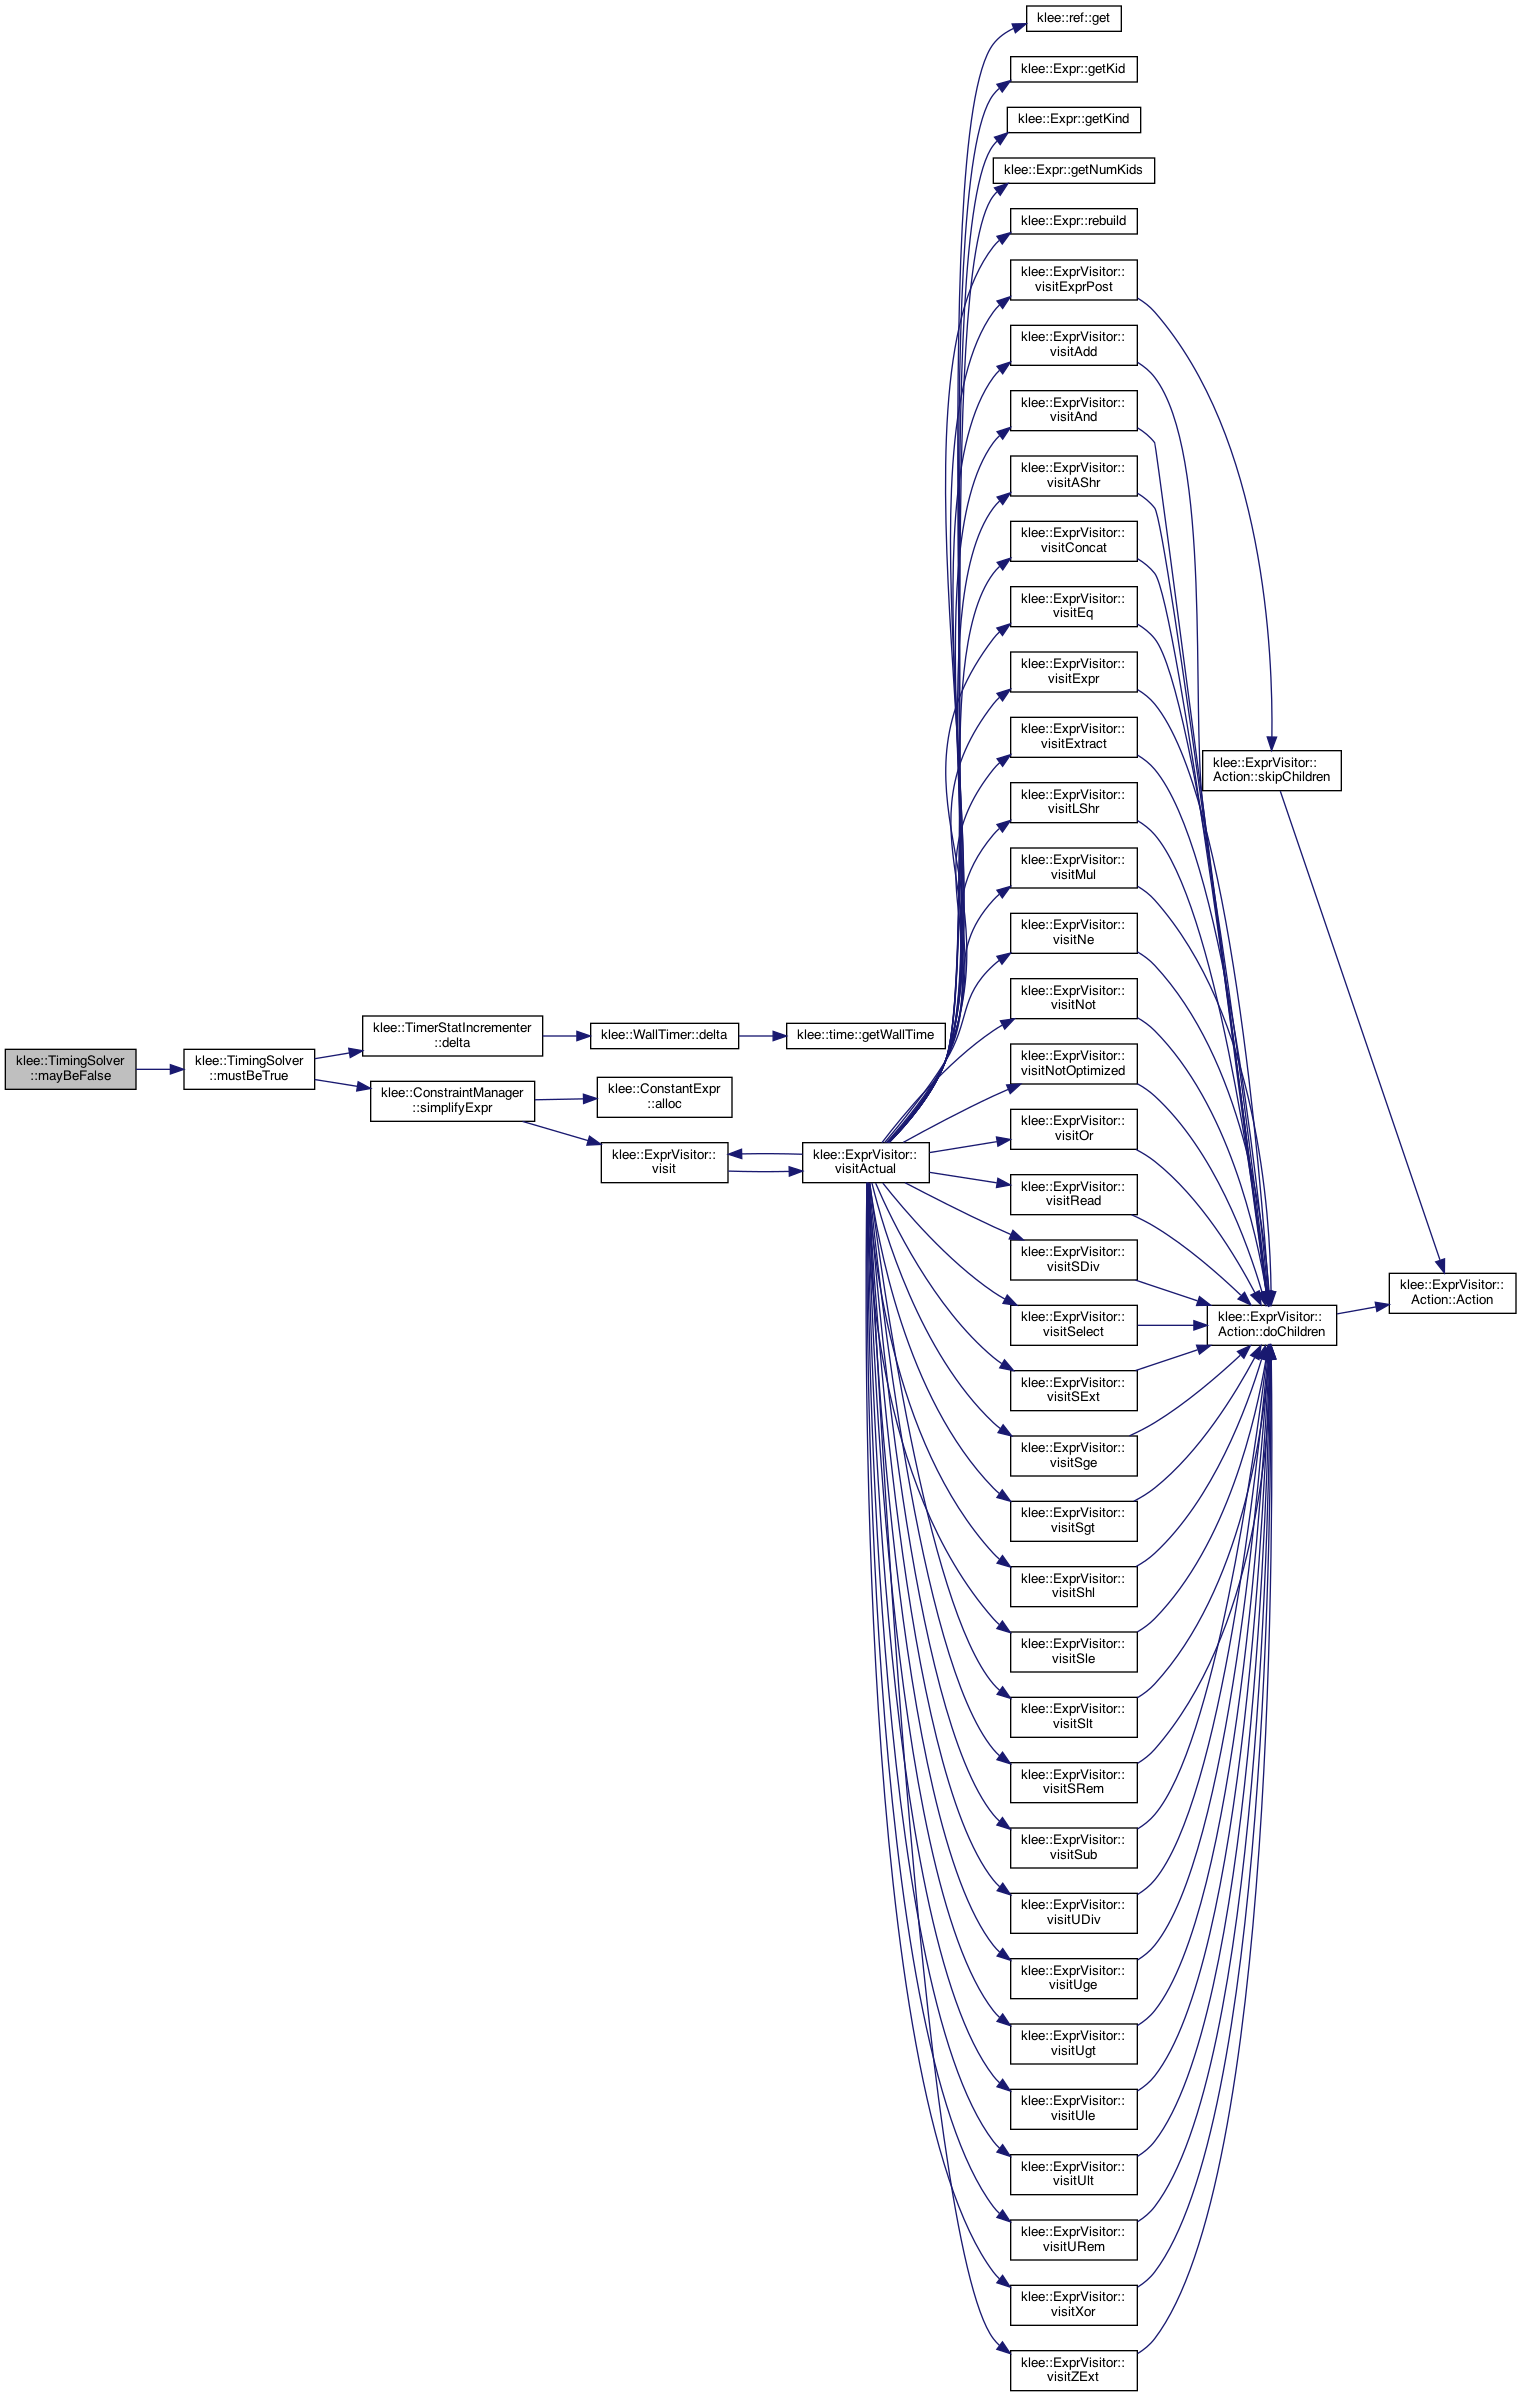 klee::TimingSolver
::mayBeFalse
klee::TimingSolver
::mustBeTrue
klee::TimerStatIncrementer
::delta
klee::WallTimer::delta
klee::time::getWallTime
klee::ConstraintManager
::simplifyExpr
klee::ConstantExpr
::alloc
klee::ExprVisitor::
visit
klee::ExprVisitor::
visitActual
klee::ref::get
klee::Expr::getKid
klee::Expr::getKind
klee::Expr::getNumKids
klee::Expr::rebuild
klee::ExprVisitor::
visitExprPost
klee::ExprVisitor::
visitAdd
klee::ExprVisitor::
visitAnd
klee::ExprVisitor::
visitAShr
klee::ExprVisitor::
visitConcat
klee::ExprVisitor::
visitEq
klee::ExprVisitor::
visitExpr
klee::ExprVisitor::
visitExtract
klee::ExprVisitor::
visitLShr
klee::ExprVisitor::
visitMul
klee::ExprVisitor::
visitNe
klee::ExprVisitor::
visitNot
klee::ExprVisitor::
visitNotOptimized
klee::ExprVisitor::
visitOr
klee::ExprVisitor::
visitRead
klee::ExprVisitor::
visitSDiv
klee::ExprVisitor::
visitSelect
klee::ExprVisitor::
visitSExt
klee::ExprVisitor::
visitSge
klee::ExprVisitor::
visitSgt
klee::ExprVisitor::
visitShl
klee::ExprVisitor::
visitSle
klee::ExprVisitor::
visitSlt
klee::ExprVisitor::
visitSRem
klee::ExprVisitor::
visitSub
klee::ExprVisitor::
visitUDiv
klee::ExprVisitor::
visitUge
klee::ExprVisitor::
visitUgt
klee::ExprVisitor::
visitUle
klee::ExprVisitor::
visitUlt
klee::ExprVisitor::
visitURem
klee::ExprVisitor::
visitXor
klee::ExprVisitor::
visitZExt
klee::ExprVisitor::
Action::skipChildren
klee::ExprVisitor::
Action::doChildren
klee::ExprVisitor::
Action::Action